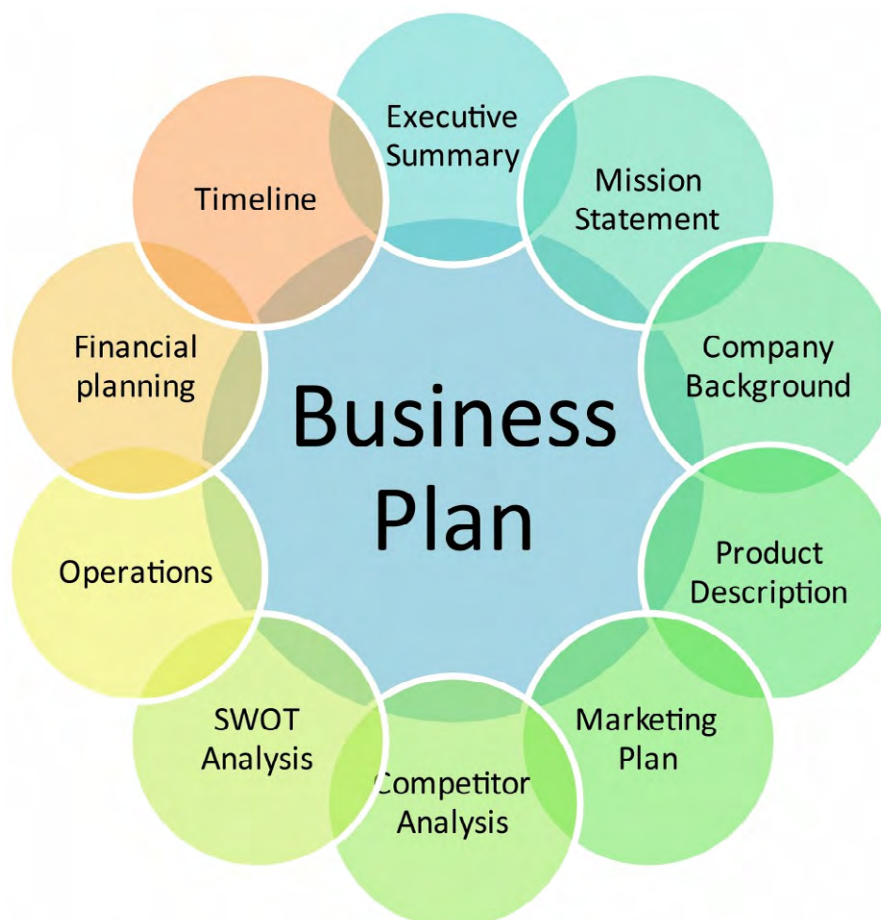 Executive
Summary
Mission
Statement
Company
Background
Product
Description
Marketing
Plan
Competitor
Analysis
SWOT
Analysis
Operations
Financial
planning
Timeline
Business
Plan